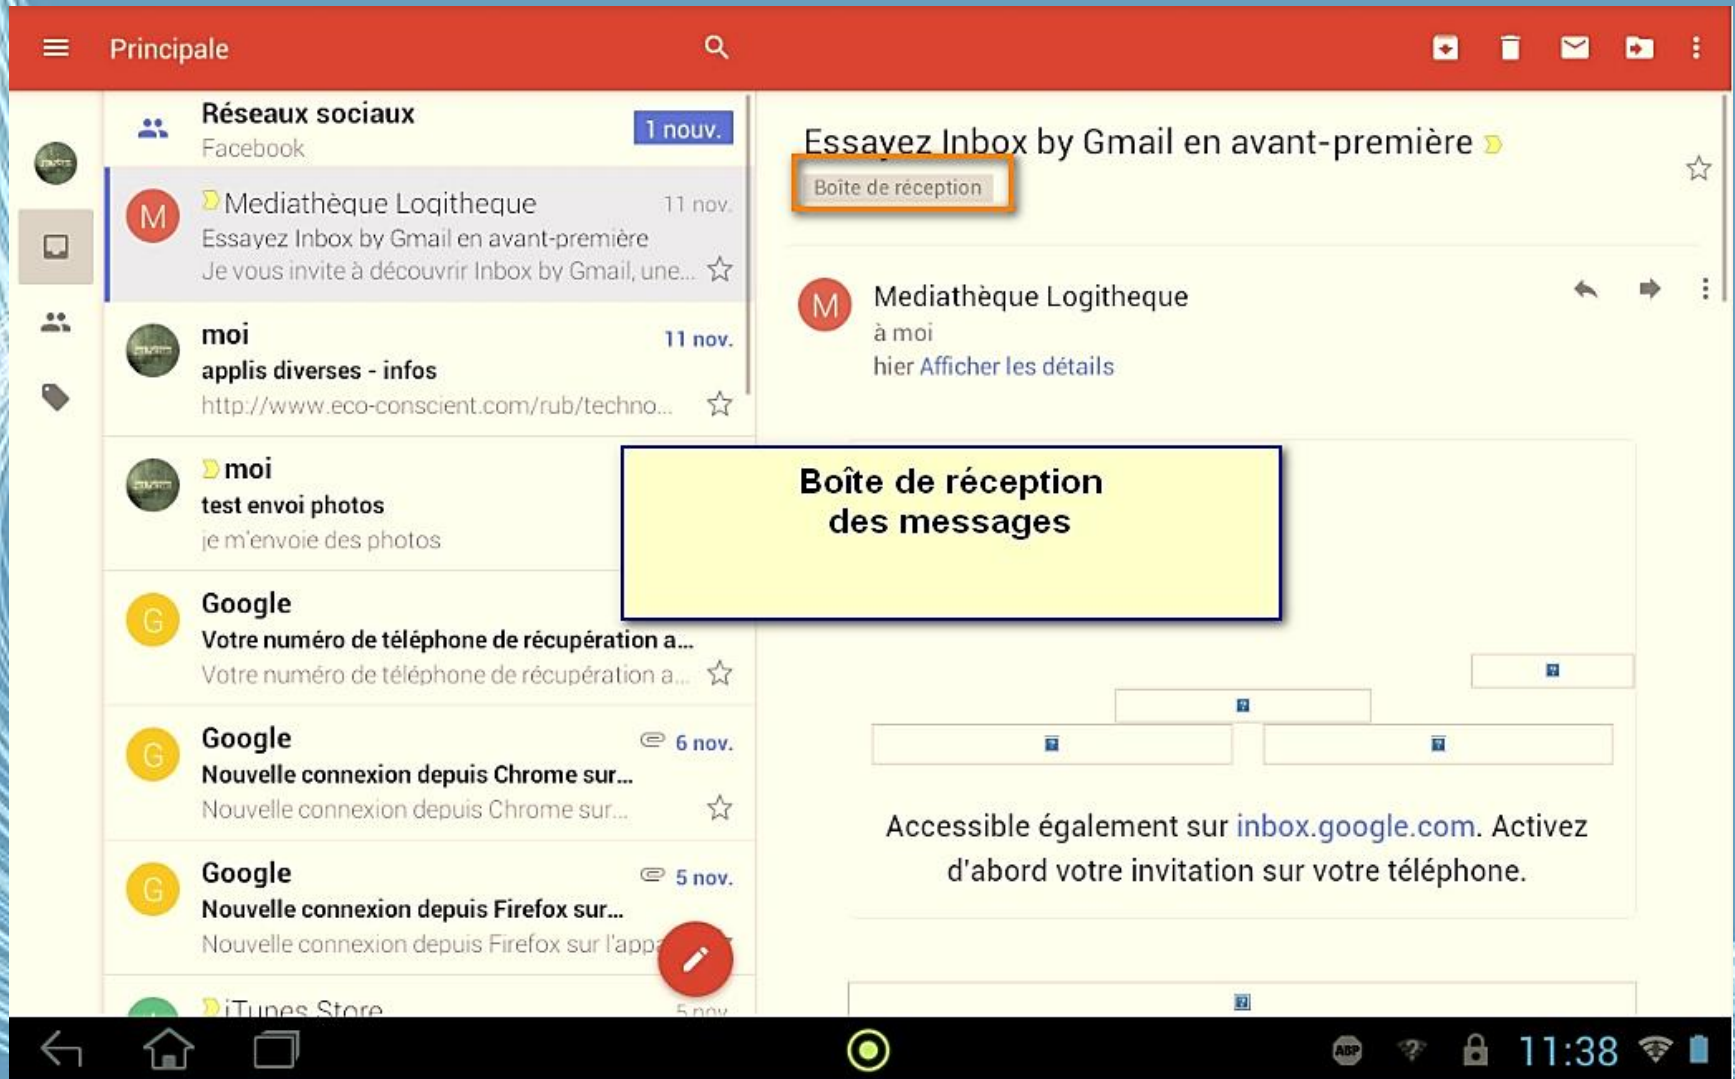 Principale
Réseaux sociaux
1 nouv.
Facebook
M
Mediathèque Logitheque
11 nov.
Essayez Inbox by Gmail en avant-première
Je vous invite à découvrir Inbox by Gmail, une...
moi
11 nov.
applis diverses - infos
http://www.eco-conscient.com/rub/techno...
moi
test envoi photos
je m'envoie des photos
G
Google
Votre numéro de téléphone de récupération a...
Votre numéro de téléphone de récupération a...
G
Google
6 nov.
Nouvelle connexion depuis Chrome sur...
Nouvelle connexion depuis Chrome sur...
G
Google
5 nov.
Nouvelle connexion depuis Firefox sur...
Nouvelle connexion depuis Firefox sur l'appa
iTunes Store
5 nov.
Essayez Inbox by Gmail en avant-première
Boîte de réception
M
Mediathèque Logitheque
à moi
hier Afficher les détails
Boîte de réception
des messages
Accessible également sur inbox.google.com. Activez
d'abord votre invitation sur votre téléphone.
ABP
11:38